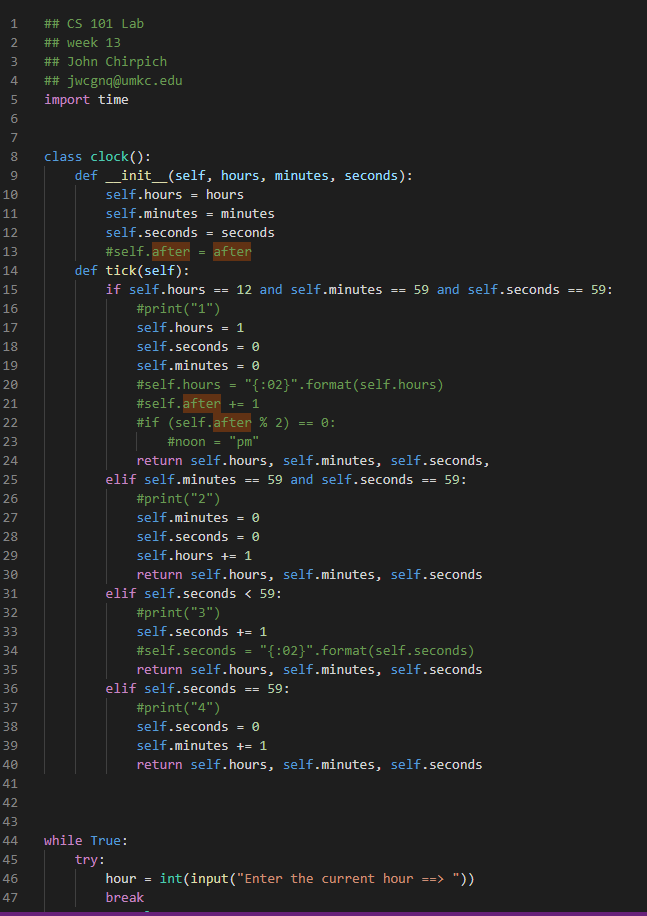 1 ## CS 101 Lab
2 ## week 13
3 ## John Chirpich
4 ## jwcgnq@umkc.edu
5 import time
6
7
8 class clock():
9     def __init__(self, hours, minutes, seconds):
10         self.hours = hours
11         self.minutes = minutes
12         self.seconds = seconds
13         #self.after = after
14     def tick(self):
15         if self.hours == 12 and self.minutes == 59 and self.seconds == 59:
16             #print("1")
17             self.hours = 1
18             self.seconds = 0
19             self.minutes = 0
20             #self.hours = "{:02}".format(self.hours)
21             #self.after += 1
22             #if (self.after % 2) == 0:
23                 #noon = "pm"
24             return self.hours, self.minutes, self.seconds,
25         elif self.minutes == 59 and self.seconds == 59:
26             #print("2")
27             self.minutes = 0
28             self.seconds = 0
29             self.hours += 1
30             return self.hours, self.minutes, self.seconds
31         elif self.seconds < 59:
32             #print("3")
33             self.seconds += 1
34             #self.seconds = "{:02}".format(self.seconds)
35             return self.hours, self.minutes, self.seconds
36         elif self.seconds == 59:
37             #print("4")
38             self.seconds = 0
39             self.minutes += 1
40             return self.hours, self.minutes, self.seconds
41
42
43
44 while True:
45     try:
46         hour = int(input("Enter the current hour ==> "))
47         break